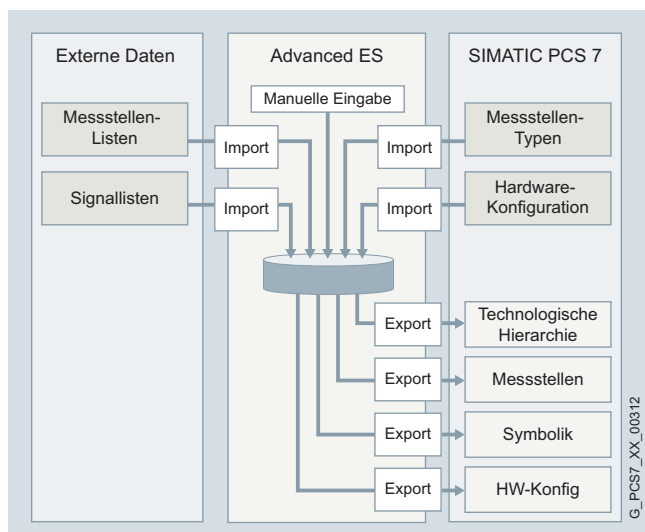 Externe Daten
Advanced ES
SIMATIC PCS 7
Manuelle Eingabe
Messstellen-
Listen
Import
Import
Messstellen-
Typen
Signallisten
Import
Import
Hardware-
Konfiguration
Export
Technologische
Hierarchie
Export
Messstellen
Export
Symbolik
Export
HW-Konfig
G_PCS7_XX_00312